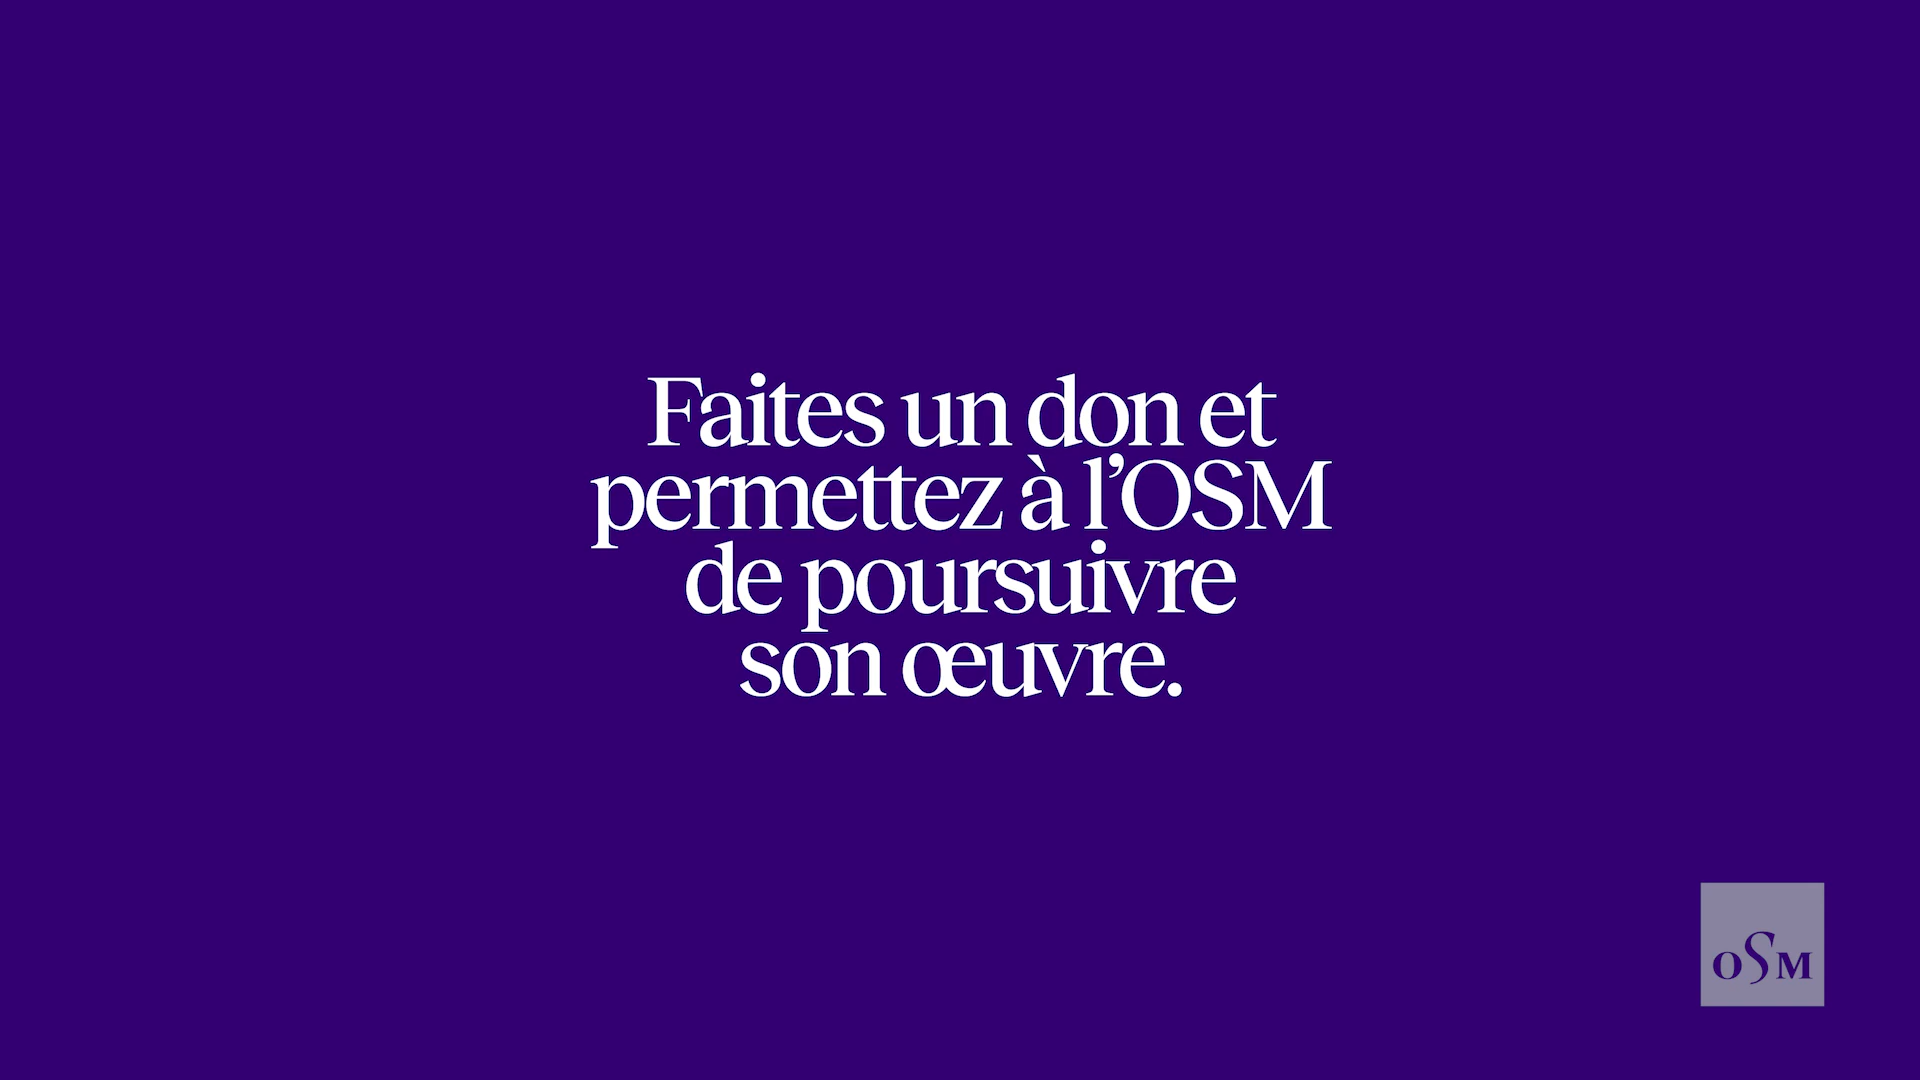 Faites un don et
permettez à l’OSM
de poursuivre
son œuvre.
OSM